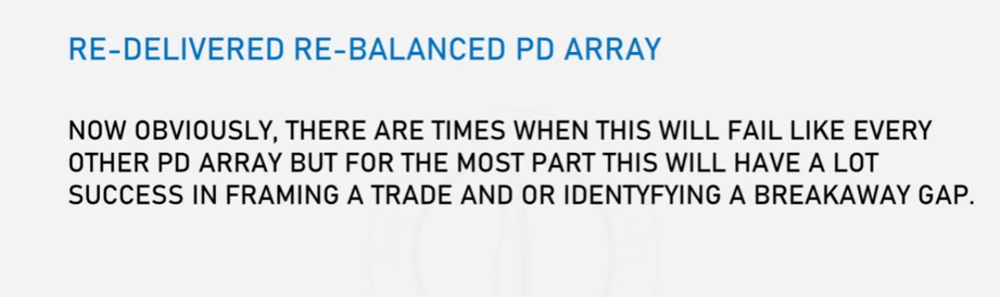 RE-DELIVERED RE-BALANCED PD ARRAY
NOW OBVIOUSLY, THERE ARE TIMES WHEN THIS WILL FAIL LIKE EVERY
OTHER PD ARRAY BUT FOR THE MOST PART THIS WILL HAVE A LOT
SUCCESS IN FRAMING A TRADE AND OR IDENTYFYING A BREAKAWAY GAP.